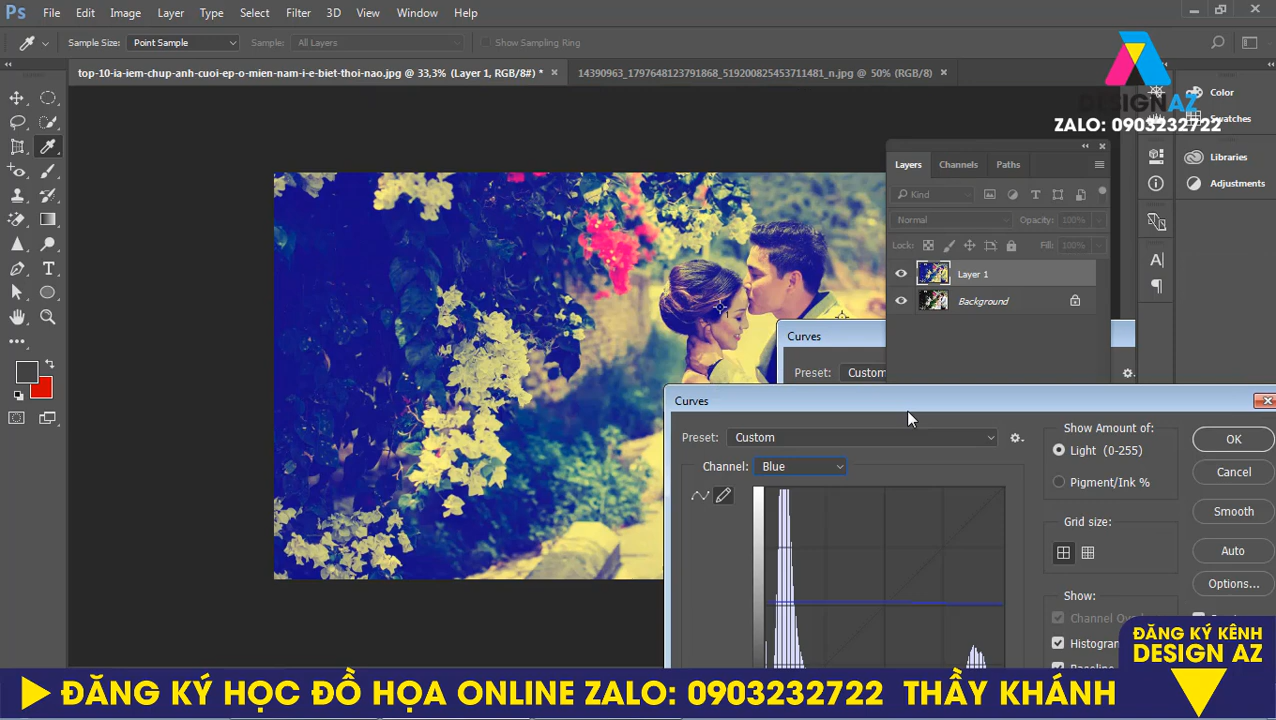 Ps File Edit Image Layer Type Select Filter 3D View Window Help
Sample Size: Point Sample Sample: All Layers Show Sampling Ring
top-10-ia-iem-chup-anh-cuoi-ep-o-mien-nam-i-e-biet-thoi-nao.jpg @ 33,3% (Layer 1, RGB/8#) * ×
14390963_1797648123791868_519200825453711481_n.jpg @ 50% (RGB/8) ×
DESIGN AZ
ZALO: 0903232722
Color
Swatches
Libraries
Adjustments
Layers Channels Paths
Kind
Normal Opacity: 100%
Lock: Fill: 100%
Layer 1
Background
Curves
Preset: Custom
Curves
Preset: Custom
Channel: Blue
Show Amount of:
Light (0-255)
Pigment/Ink %
Grid size:
Show:
Histogram
OK
Cancel
Smooth
Auto
Options...
ĐĂNG KÝ KÊNH
DESIGN AZ
ĐĂNG KÝ HỌC ĐỒ HỌA ONLINE ZALO: 0903232722 THẦY KHÁNH